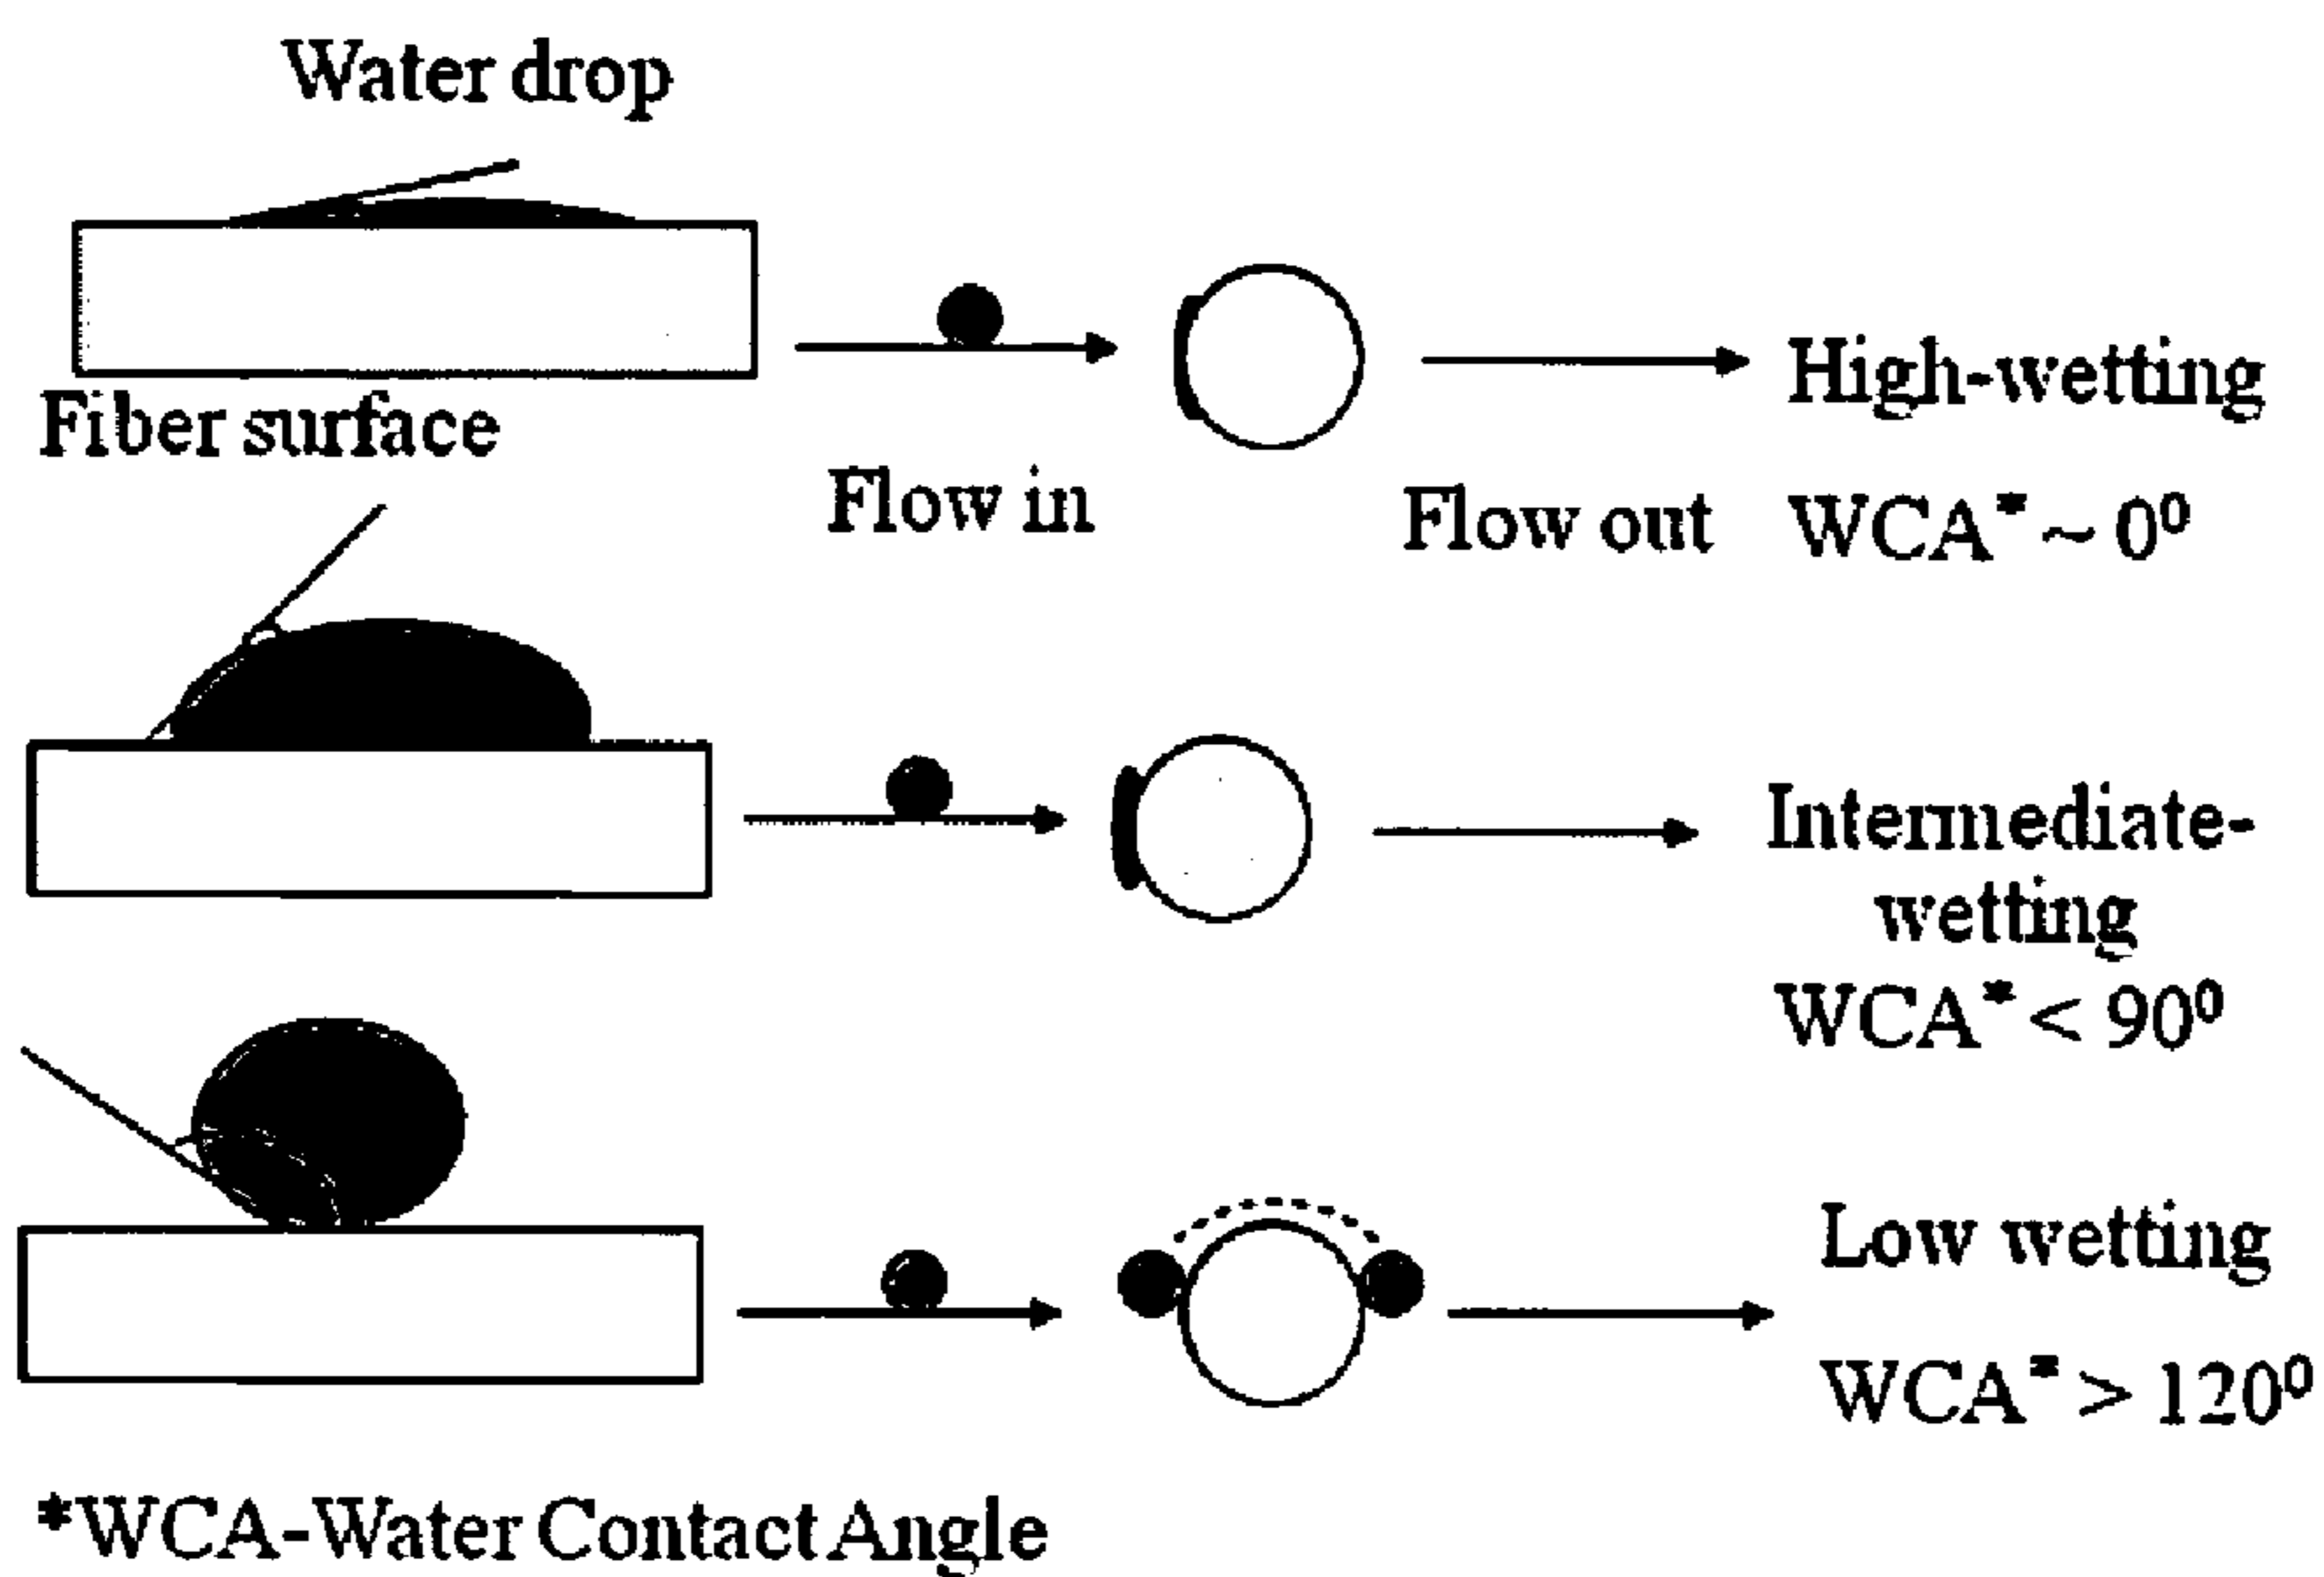 Water drop
Fiber surface
Flow in
Flow out
High-wetting
WCA* ~ 0⁰
Intermediate-
wetting
WCA* < 90⁰
Low wetting
WCA* > 120⁰
*WCA-Water Contact Angle